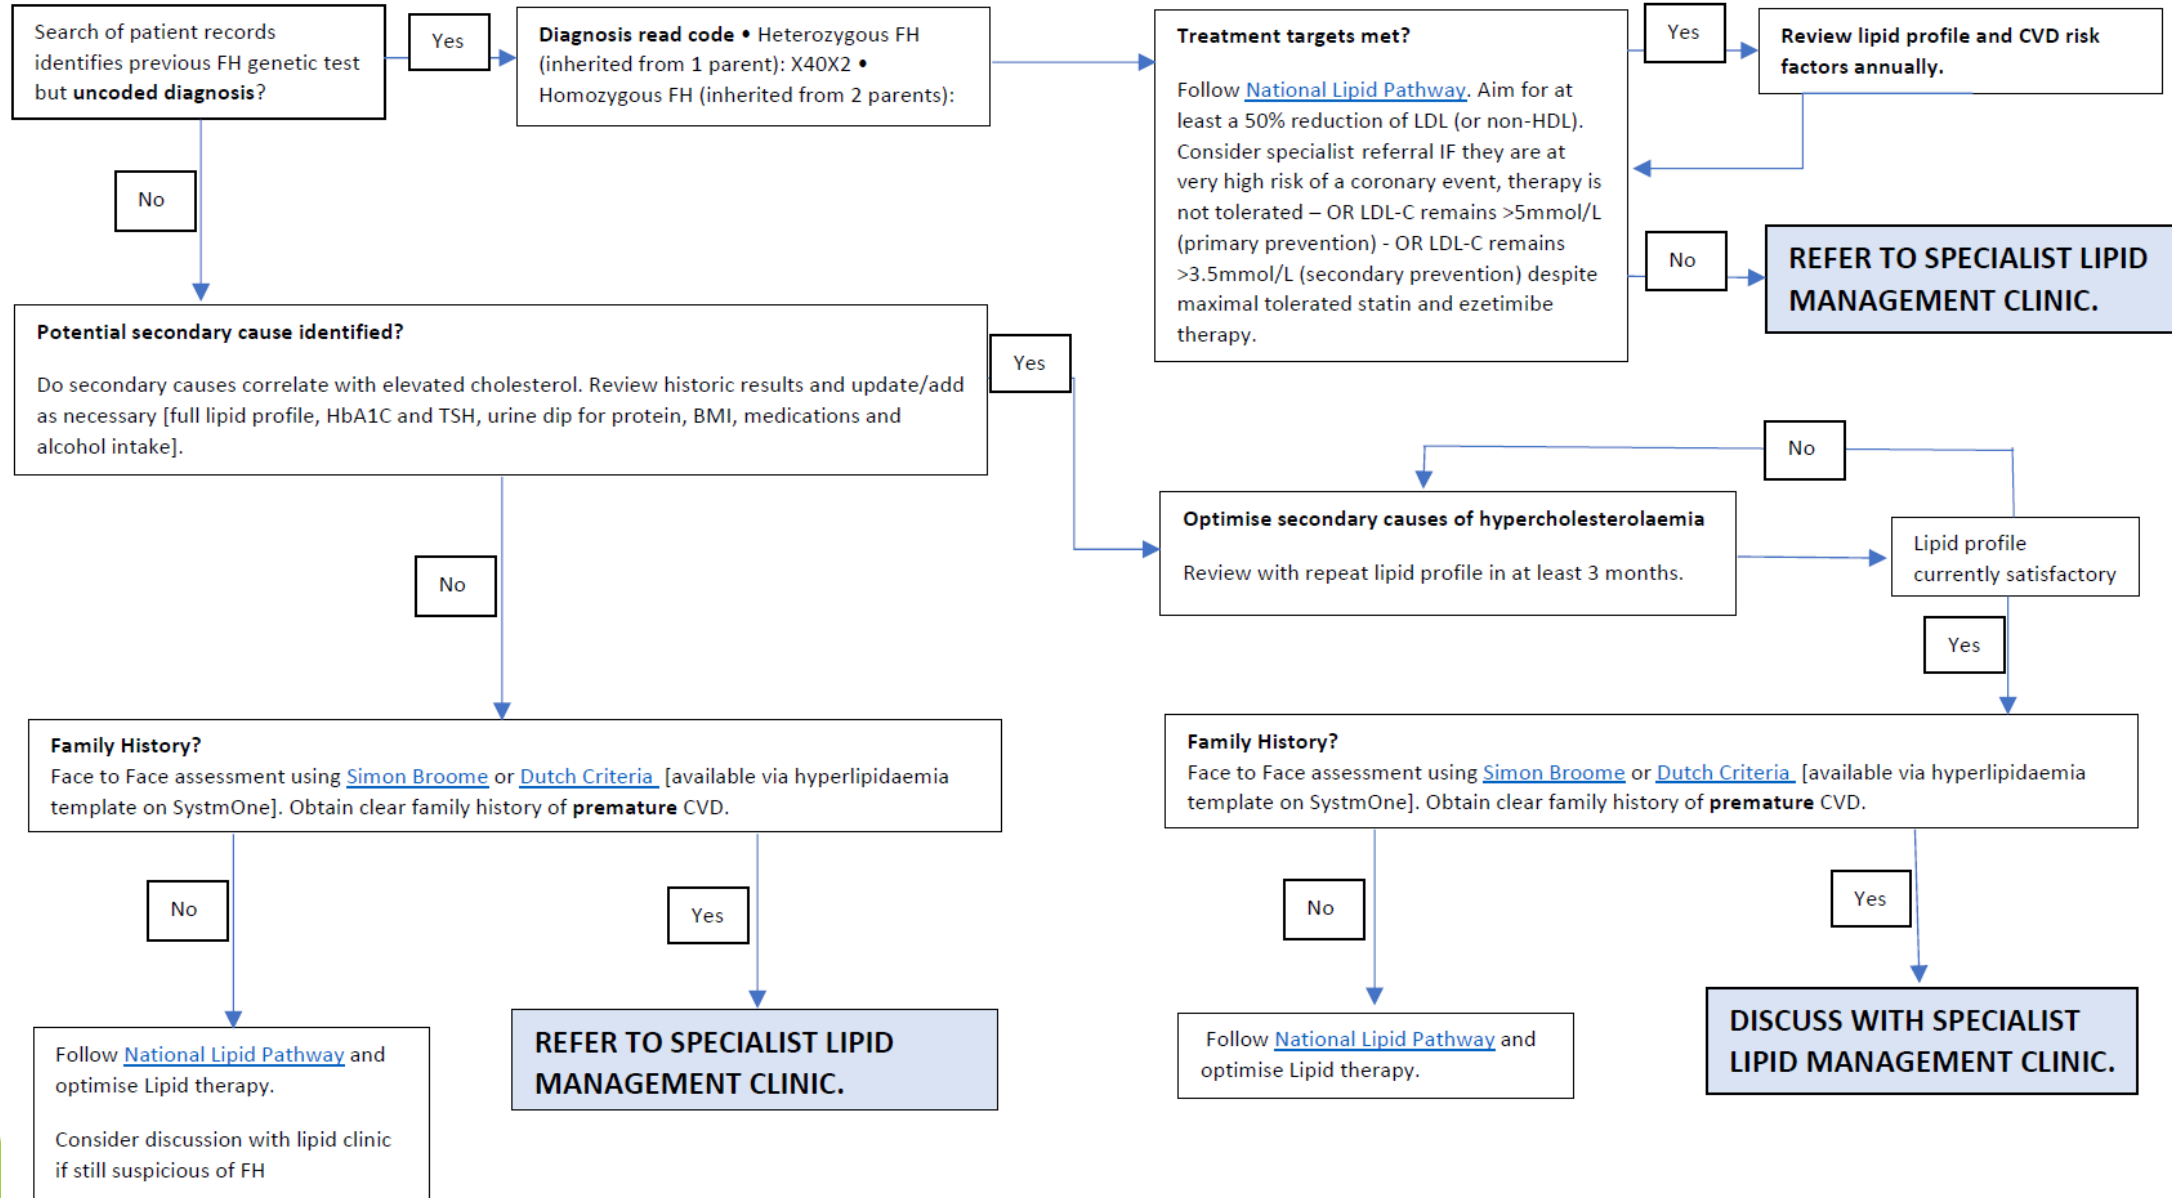 Search of patient records
identifies previous FH genetic test
but uncoded diagnosis?
Yes
Diagnosis read code • Heterozygous FH
(inherited from 1 parent): X40X2 •
Homozygous FH (inherited from 2 parents):
Treatment targets met?
Follow National Lipid Pathway. Aim for at
least a 50% reduction of LDL (or non-HDL).
Consider specialist referral IF they are at
very high risk of a coronary event, therapy is
not tolerated – OR LDL-C remains >5mmol/L
(primary prevention) - OR LDL-C remains
>3.5mmol/L (secondary prevention) despite
maximal tolerated statin and ezetimibe
therapy.
Yes
Review lipid profile and CVD risk
factors annually.
No
REFER TO SPECIALIST LIPID
MANAGEMENT CLINIC.
No
Potential secondary cause identified?
Do secondary causes correlate with elevated cholesterol. Review historic results and update/add
as necessary [full lipid profile, HbA1C and TSH, urine dip for protein, BMI, medications and
alcohol intake].
Yes
No
Optimise secondary causes of hypercholesterolaemia
Review with repeat lipid profile in at least 3 months.
Lipid profile
currently satisfactory
No
Yes
Family History?
Face to Face assessment using Simon Broome or Dutch Criteria [available via hyperlipidaemia
template on SystmOne]. Obtain clear family history of premature CVD.
Family History?
Face to Face assessment using Simon Broome or Dutch Criteria [available via hyperlipidaemia
template on SystmOne]. Obtain clear family history of premature CVD.
No
Yes
No
Yes
Follow National Lipid Pathway and
optimise Lipid therapy.
Consider discussion with lipid clinic
if still suspicious of FH
REFER TO SPECIALIST LIPID
MANAGEMENT CLINIC.
Follow National Lipid Pathway and
optimise Lipid therapy.
DISCUSS WITH SPECIALIST
LIPID MANAGEMENT CLINIC.